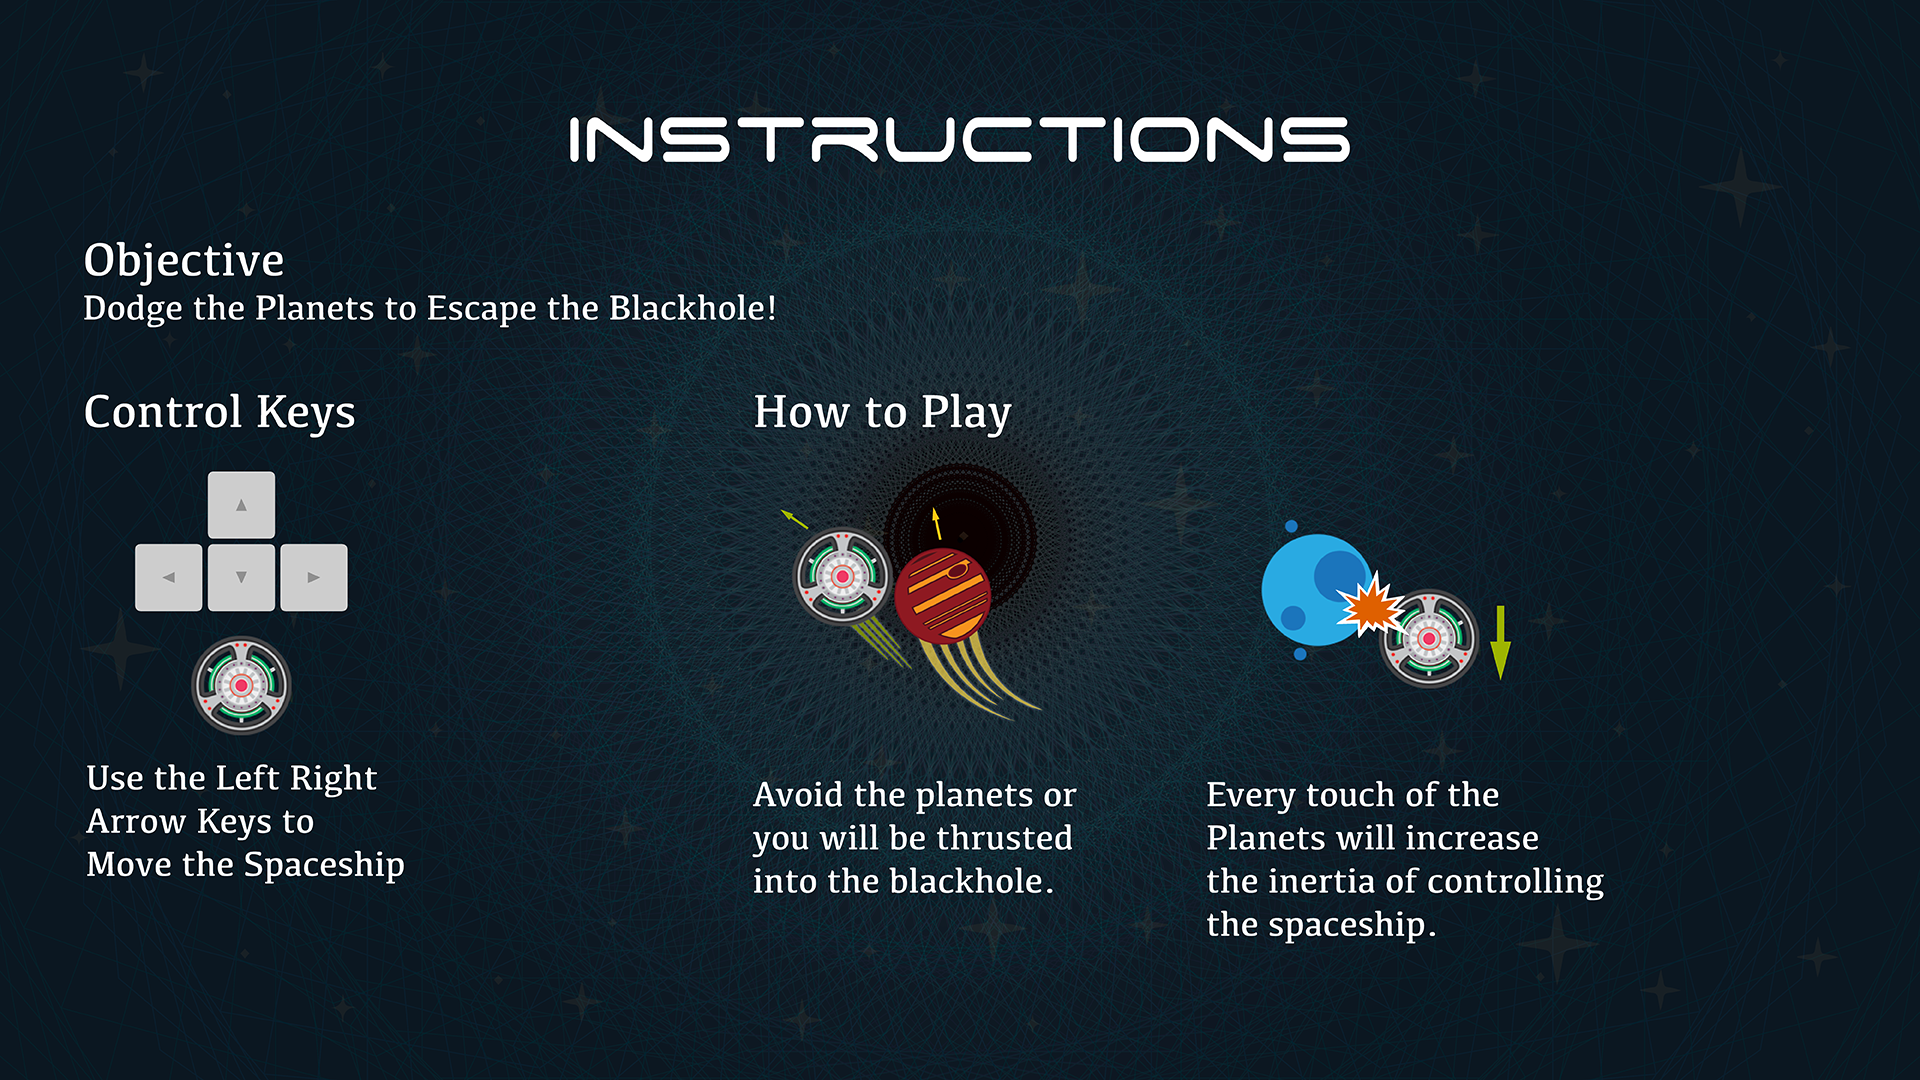 INSTRUCTIONS
Objective
Dodge the Planets to Escape the Blackhole!
Control Keys
Use the Left Right
Arrow Keys to
Move the Spaceship
How to Play
Avoid the planets or
you will be thrusted
into the blackhole.
Every touch of the
Planets will increase
the inertia of controlling
the spaceship.